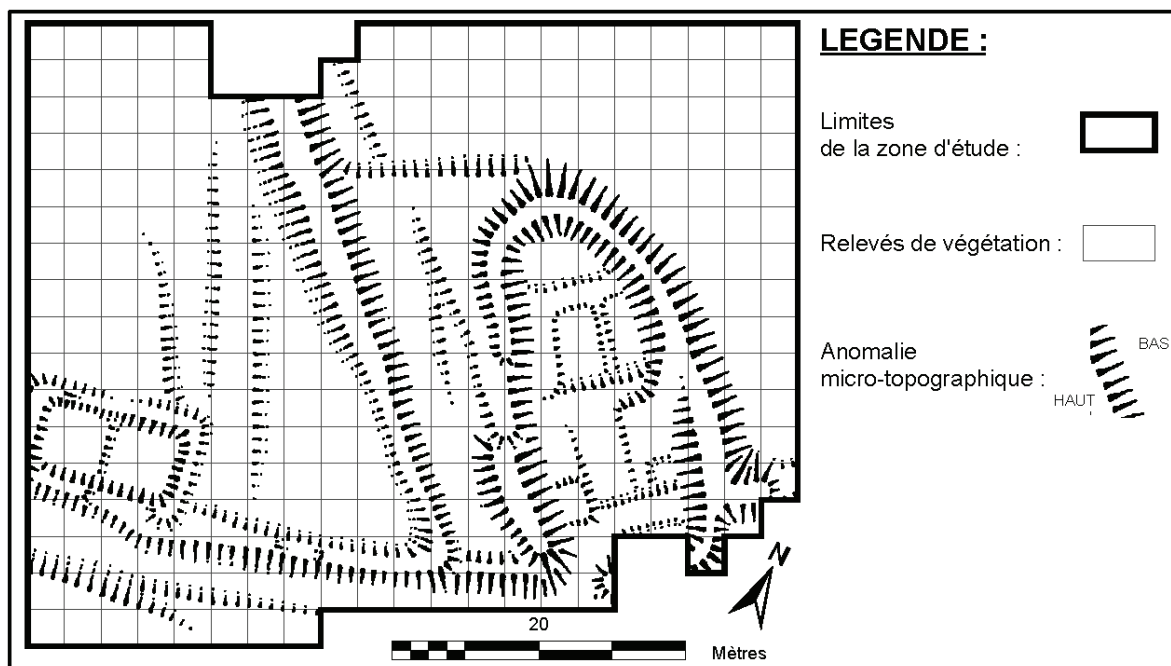 LEGENDE :
Limites
de la zone d'étude :
Relevés de végétation :
Anomalie
micro-topographique :
BAS
HAUT
N
20
Mètres